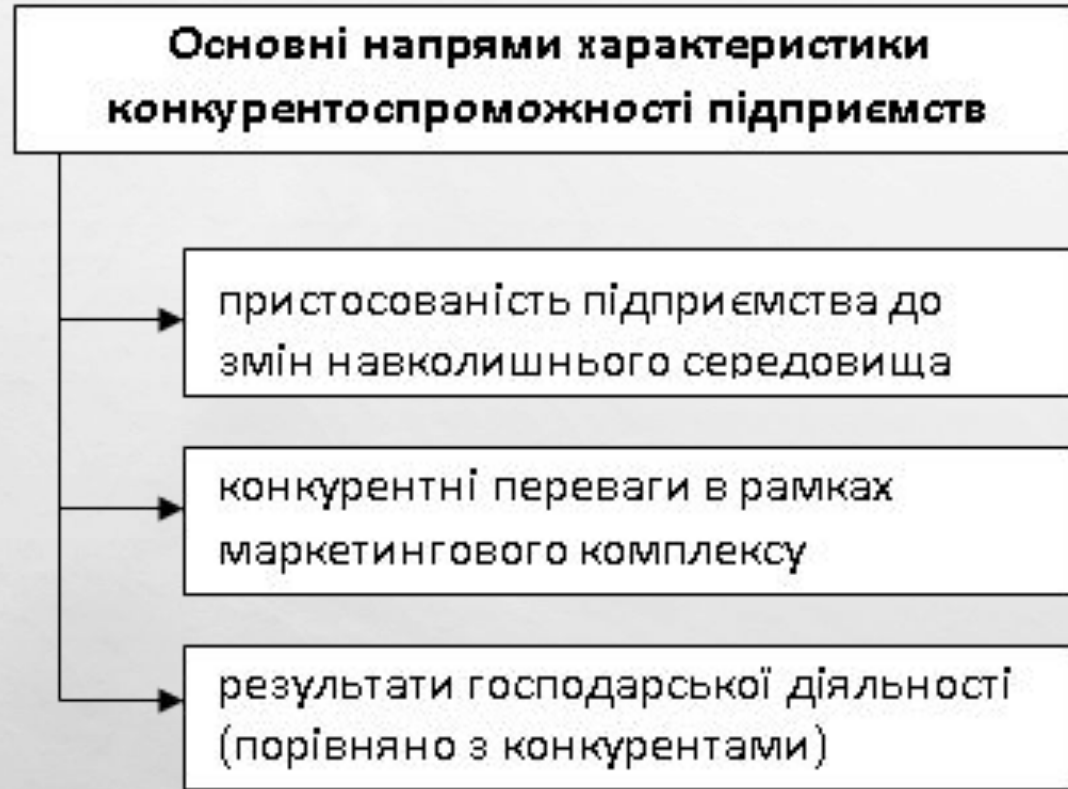 Основні напрями характеристики
конкурентоспроможності підприємств
пристосованість підприємства до
змін навколишнього середовища
конкурентні переваги в рамках
маркетингового комплексу
результати господарської діяльності
(порівняно з конкурентами)